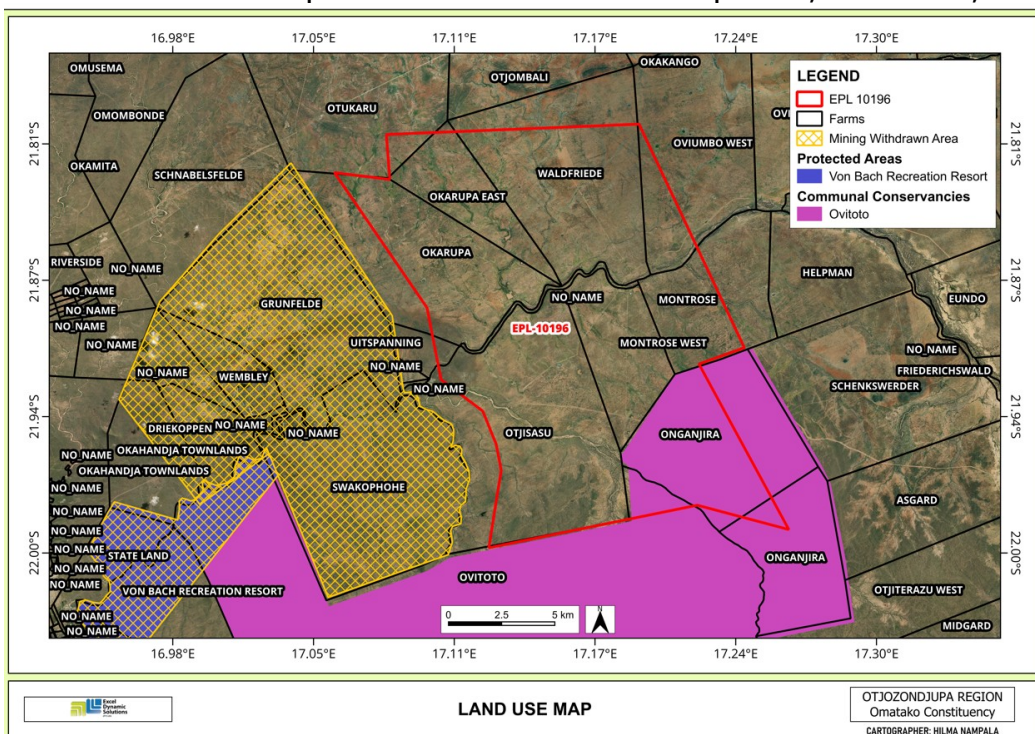 16.98°E 17.05°E 17.11°E 17.17°E 17.24°E 17.30°E
OMUSEMA
OMOMBONDE
OKAMITA
OTUKARU
OTJOMBALI
OKAKANGO
OVIUMBO WEST
SCHNABELSFELDE
WALDFRIEDE
OKARUPA EAST
OKARUPA
LEGEND
EPL 10196
Farms
Mining Withdrawn Area
Protected Areas
Von Bach Recreation Resort
Communal Conservancies
Ovitoto
21.81°S
21.87°S
21.94°S
22.00°S
21.81°S
21.87°S
21.94°S
22.00°S
RIVERSIDE
NO_NAME
NO_NAME
NO_NAME
NO_NAME
NO_NAME
GRUNFELDE
UITSPANNING
NO_NAME
NO_NAME
NO_NAME
WEMBLEY
NO_NAME
EPL-10196
MONTROSE
MONTROSE WEST
HELPMAN
EUNDO
NO_NAME
FRIEDERICHSWALD
SCHENKSWERDER
DRIEKOPPEN
NO_NAME
NO_NAME
OKAHANDJA TOWNLANDS
NO_NAME
OKAHANDJA TOWNLANDS
OTJISASU
ONGANJIRA
NO_NAME
SWAKOPHOHE
ASGARD
NO_NAME
NO_NAME
NO_NAME
STATE LAND
NO_NAME
NO_NAME
VON BACH RECREATION RESORT
OVITOTO
ONGANJIRA
OTJITERAZU WEST
NO_NAME
NO_NAME
MIDGARD
0 2.5 5 km
N
16.98°E 17.05°E 17.11°E 17.17°E 17.24°E 17.30°E
Excel
Dynamic
Solutions
LAND USE MAP
OTJOZONDJUPA REGION
Omatako Constituency
CARTOGRAPHER: HILMA NAMPALA